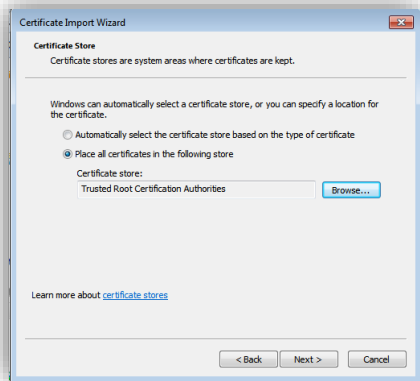 Certificate Import Wizard
Certificate Store
Certificate stores are system areas where certificates are kept.
Windows can automatically select a certificate store, or you can specify a location for
the certificate.
Automatically select the certificate store based on the type of certificate
Place all certificates in the following store
Certificate store:
Trusted Root Certification Authorities
Browse...
Learn more about certificate stores
< Back
Next >
Cancel